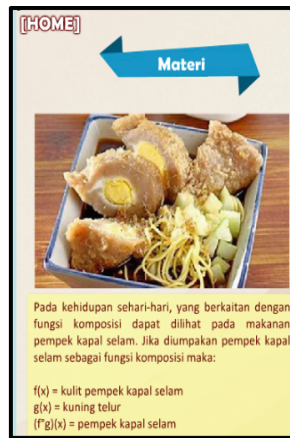 [HOME]
Materi
Pada kehidupan sehari-hari, yang berkaitan dengan
fungsi komposisi dapat dilihat pada makanan
pempek kapal selam. Jika diumpakan pempek kapal
selam sebagai fungsi komposisi maka:
f(x) = kulit pempek kapal selam
g(x) = kuning telur
(f°g)(x) = pempek kapal selam